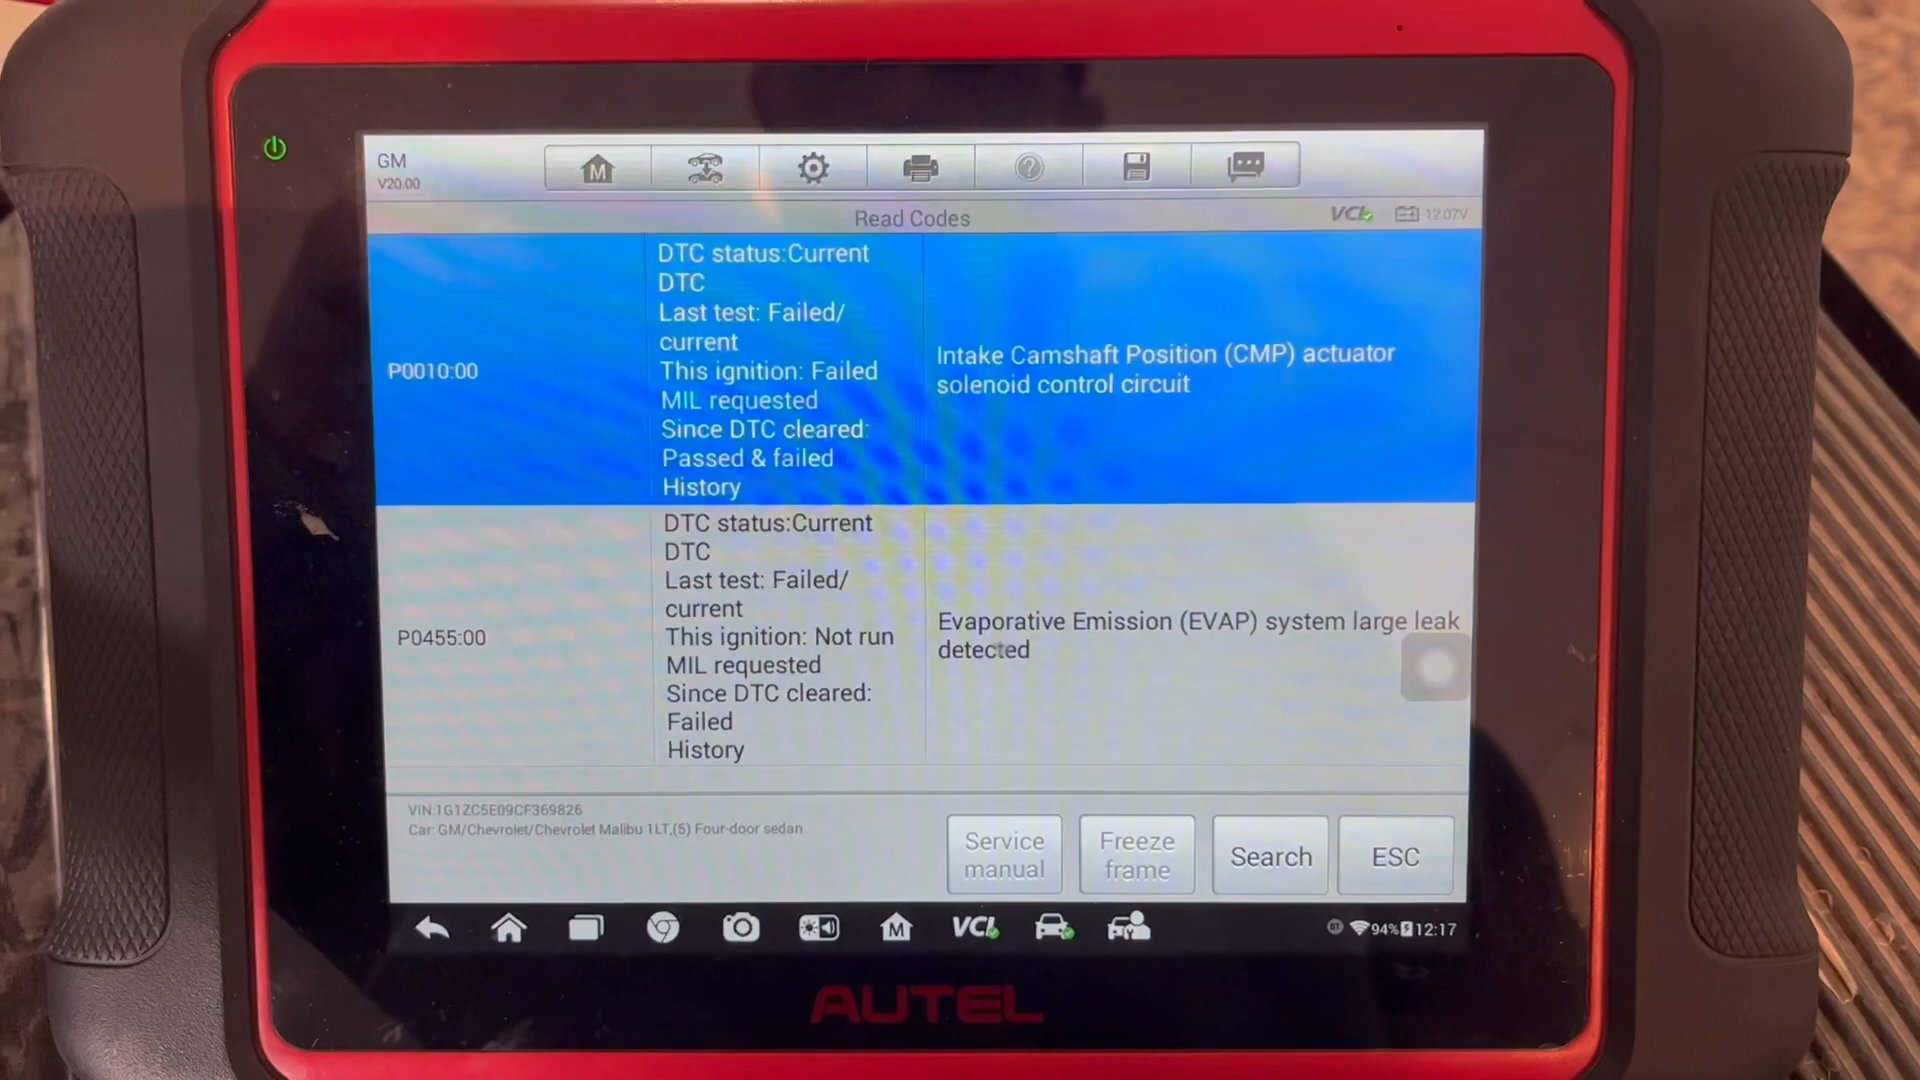 GM
V20.00
M
Read Codes
VCI
12.07V
P0010:00
DTC status:Current
DTC
Last test: Failed/
current
This ignition: Failed
MIL requested
Since DTC cleared:
Passed & failed
History
Intake Camshaft Position (CMP) actuator
solenoid control circuit
P0455:00
DTC status:Current
DTC
Last test: Failed/
current
This ignition: Not run
MIL requested
Since DTC cleared:
Failed
History
Evaporative Emission (EVAP) system large leak
detected
VIN:1G1ZC5E09CF369826
Car: GM/Chevrolet/Chevrolet Malibu 1LT,(5) Four-door sedan
Service
manual
Freeze
frame
Search
ESC
M
VCI
BT
94%
12:17
AUTEL